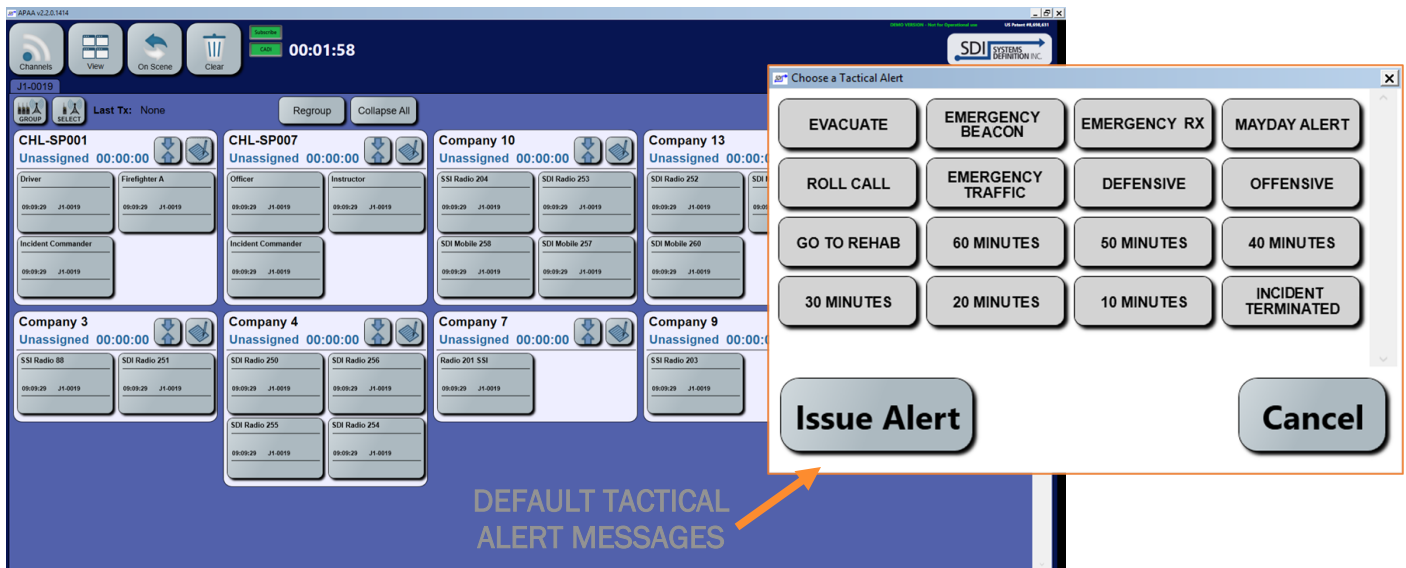 APAA v2.2.0.1414
DEMO VERSION - Not for Operational use
US Patent #8,698,631
Channels
View
On Scene
Clear
Subscribe
CADI
00:01:58
SDI SYSTEMS DEFINITION INC.
J1-0019
GROUP
SELECT
Last Tx: None
Regroup
Collapse All
CHL-SP001
Unassigned 00:00:00
Driver
09:09:29 J1-0019
Firefighter A
09:09:29 J1-0019
Incident Commander
09:09:29 J1-0019
CHL-SP007
Unassigned 00:00:00
Officer
09:09:29 J1-0019
Instructor
09:09:29 J1-0019
Incident Commander
09:09:29 J1-0019
Company 10
Unassigned 00:00:00
SSI Radio 204
09:09:29 J1-0019
SDI Radio 253
09:09:29 J1-0019
SDI Mobile 258
09:09:29 J1-0019
SDI Mobile 257
09:09:29 J1-0019
Company 13
Unassigned 00:00:
SDI Radio 252
09:09:29 J1-0019
SDI
09:0
SDI Mobile 260
09:09:29 J1-0019
Company 3
Unassigned 00:00:00
SSI Radio 88
09:09:29 J1-0019
SDI Radio 251
09:09:29 J1-0019
Company 4
Unassigned 00:00:00
SDI Radio 250
09:09:29 J1-0019
SDI Radio 256
09:09:29 J1-0019
SDI Radio 255
09:09:29 J1-0019
SDI Radio 254
09:09:29 J1-0019
Company 7
Unassigned 00:00:00
Radio 201 SSI
09:09:29 J1-0019
Company 9
Unassigned 00:00:
SSI Radio 203
09:09:29 J1-0019
Choose a Tactical Alert
EVACUATE
EMERGENCY
BEACON
EMERGENCY RX
MAYDAY ALERT
ROLL CALL
EMERGENCY
TRAFFIC
DEFENSIVE
OFFENSIVE
GO TO REHAB
60 MINUTES
50 MINUTES
40 MINUTES
30 MINUTES
20 MINUTES
10 MINUTES
INCIDENT
TERMINATED
Issue Alert
Cancel
DEFAULT TACTICAL
ALERT MESSAGES